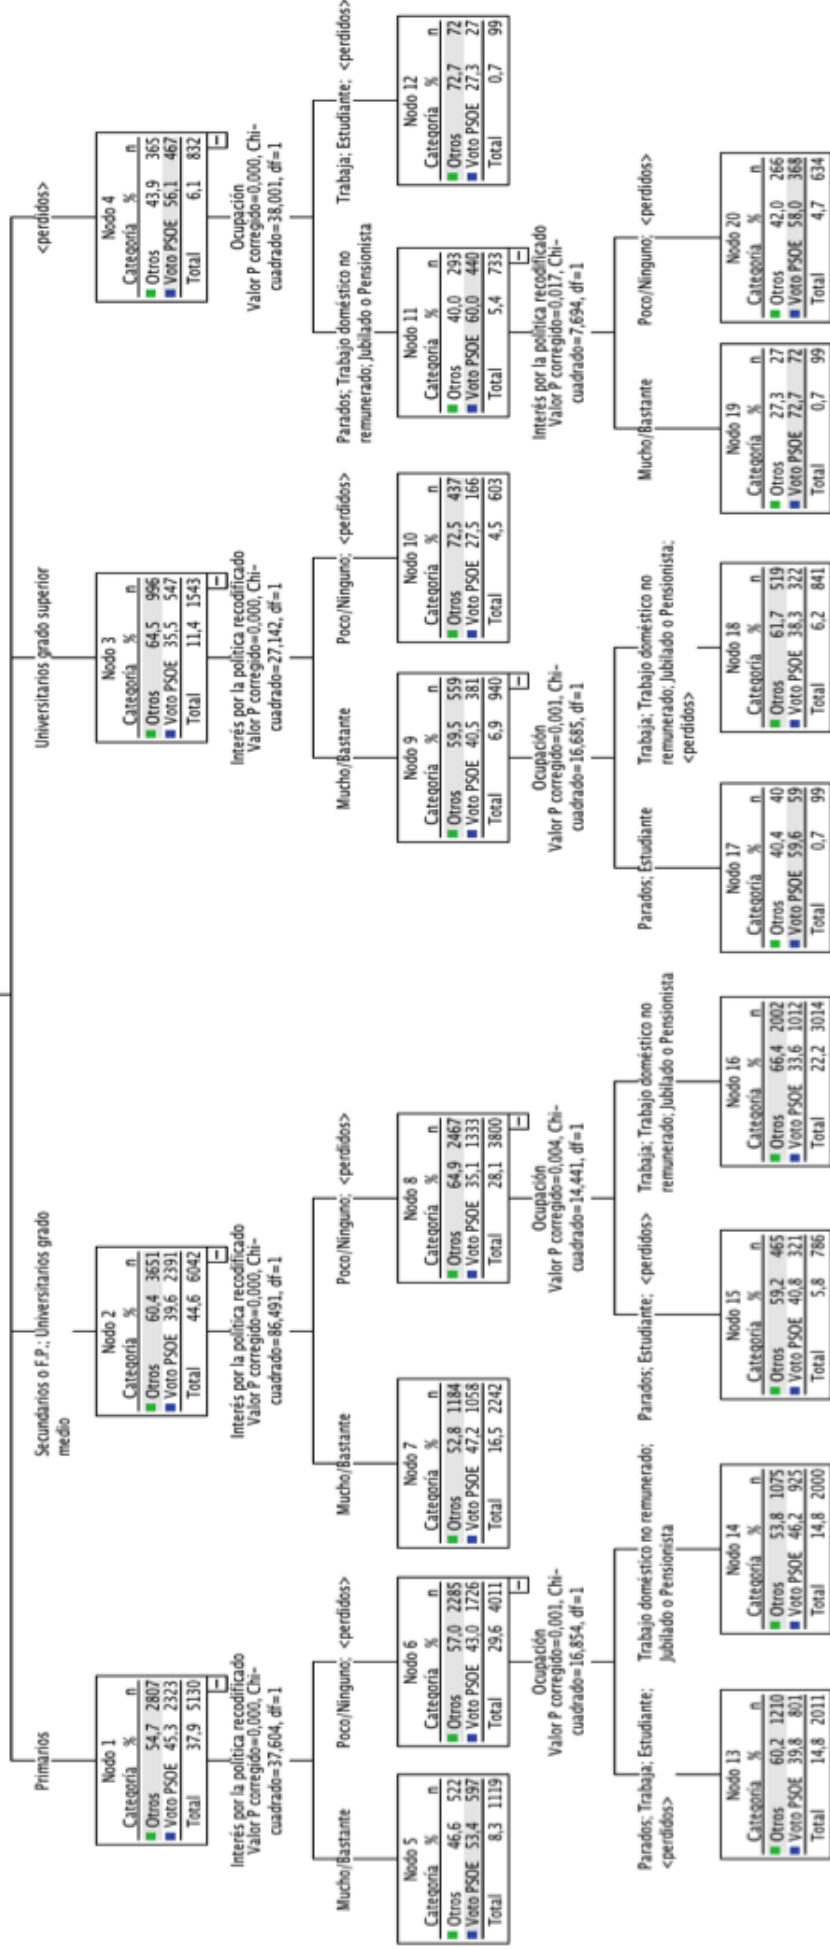 Primarios
Secundarios o F.P.; Universitarios grado
medio
Universitarios grado superior
<perdidos>
Nodo 1
Categoría % n
Otros 54,7 2807
Voto PSOE 45,3 2323
Total 37,9 5130
Nodo 2
Categoría % n
Otros 60,4 3651
Voto PSOE 39,6 2391
Total 44,6 6042
Nodo 3
Categoría % n
Otros 64,5 996
Voto PSOE 35,5 547
Total 11,4 1543
Nodo 4
Categoría % n
Otros 43,9 365
Voto PSOE 56,1 467
Total 6,1 832
Interés por la política recodificado
Valor P corregido=0,000, Chi-
cuadrado=37,604, df=1
Interés por la política recodificado
Valor P corregido=0,000, Chi-
cuadrado=86,491, df=1
Interés por la política recodificado
Valor P corregido=0,000, Chi-
cuadrado=27,142, df=1
Ocupación
Valor P corregido=0,000, Chi-
cuadrado=38,001, df=1
Mucho/Bastante
Poco/Ninguno; <perdidos>
Mucho/Bastante
Poco/Ninguno; <perdidos>
Mucho/Bastante
Poco/Ninguno; <perdidos>
Parados; Trabajo doméstico no
remunerado; Jubilado o Pensionista
Trabaja; Estudiante; <perdidos>
Nodo 5
Categoría % n
Otros 46,6 522
Voto PSOE 53,4 597
Total 8,3 1119
Nodo 6
Categoría % n
Otros 57,0 2285
Voto PSOE 43,0 1726
Total 29,6 4011
Nodo 7
Categoría % n
Otros 52,8 1184
Voto PSOE 47,2 1058
Total 16,5 2242
Nodo 8
Categoría % n
Otros 64,9 2467
Voto PSOE 35,1 1333
Total 28,1 3800
Nodo 9
Categoría % n
Otros 59,5 559
Voto PSOE 40,5 381
Total 6,9 940
Nodo 10
Categoría % n
Otros 72,5 437
Voto PSOE 27,5 166
Total 4,5 603
Nodo 11
Categoría % n
Otros 40,0 293
Voto PSOE 60,0 440
Total 5,4 733
Nodo 12
Categoría % n
Otros 72,7 72
Voto PSOE 27,3 27
Total 0,7 99
Ocupación
Valor P corregido=0,001, Chi-
cuadrado=16,854, df=1
Ocupación
Valor P corregido=0,004, Chi-
cuadrado=14,441, df=1
Ocupación
Valor P corregido=0,001, Chi-
cuadrado=16,685, df=1
Interés por la política recodificado
Valor P corregido=0,017, Chi-
cuadrado=7,694, df=1
Parados; Trabaja; Estudiante;
<perdidos>
Trabajo doméstico no remunerado;
Jubilado o Pensionista
Parados; Estudiante; <perdidos>
Trabaja; Trabajo doméstico no
remunerado; Jubilado o Pensionista
Parados; Estudiante
Trabaja; Trabajo doméstico no
remunerado; Jubilado o Pensionista;
<perdidos>
Mucho/Bastante
Poco/Ninguno; <perdidos>
Nodo 13
Categoría % n
Otros 60,2 1210
Voto PSOE 39,8 801
Total 14,8 2011
Nodo 14
Categoría % n
Otros 53,8 1075
Voto PSOE 46,2 925
Total 14,8 2000
Nodo 15
Categoría % n
Otros 59,2 465
Voto PSOE 40,8 321
Total 5,8 786
Nodo 16
Categoría % n
Otros 66,4 2002
Voto PSOE 33,6 1012
Total 22,2 3014
Nodo 17
Categoría % n
Otros 40,4 40
Voto PSOE 59,6 59
Total 0,7 99
Nodo 18
Categoría % n
Otros 61,7 519
Voto PSOE 38,3 322
Total 6,2 841
Nodo 19
Categoría % n
Otros 27,3 27
Voto PSOE 72,7 72
Total 0,7 99
Nodo 20
Categoría % n
Otros 42,0 266
Voto PSOE 58,0 368
Total 4,7 634